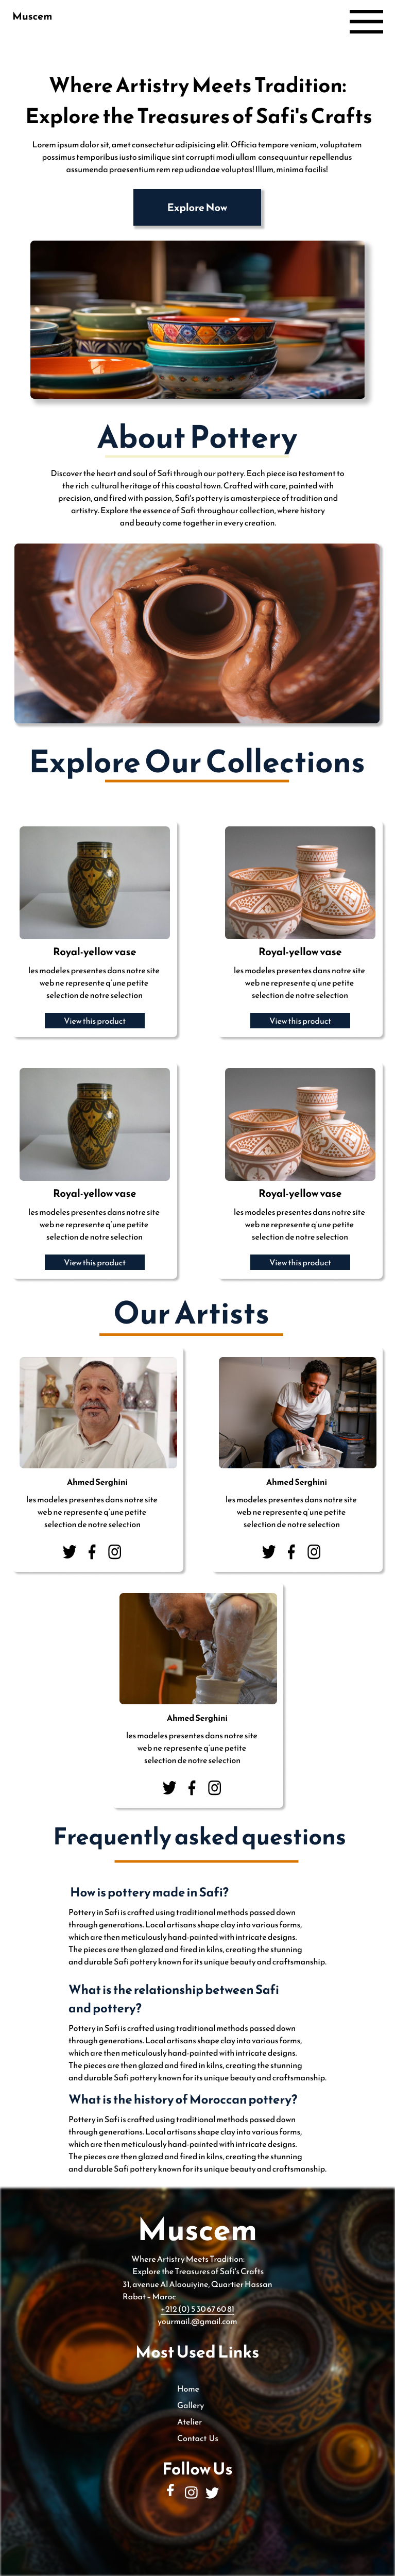 Muscem
Where Artistry Meets Tradition:
Explore the Treasures of Safi's Crafts
Lorem ipsum dolor sit, amet consectetur adipisicing elit. Officia tempore veniam, voluptatem
possimus temporibus iusto similique sint corrupti modi ullam consequuntur repellendus
assumenda praesentium rem rep udiandae voluptas! Illum, minima facilis!
Explore Now
About Pottery
Discover the heart and soul of Safi through our pottery. Each piece isa testament to
the rich cultural heritage of this coastal town. Crafted with care, painted with
precision, and fired with passion, Safi's pottery is amasterpiece of tradition and
artistry. Explore the essence of Safi throughour collection, where history
and beauty come together in every creation.
Explore Our Collections
Royal-yellow vase
les modeles presentes dans notre site
web ne represente q'une petite
selection de notre selection
View this product
Royal-yellow vase
les modeles presentes dans notre site
web ne represente q'une petite
selection de notre selection
View this product
Royal-yellow vase
les modeles presentes dans notre site
web ne represente q'une petite
selection de notre selection
View this product
Royal-yellow vase
les modeles presentes dans notre site
web ne represente q'une petite
selection de notre selection
View this product
Our Artists
Ahmed Serghini
les modeles presentes dans notre site
web ne represente q'une petite
selection de notre selection
Ahmed Serghini
les modeles presentes dans notre site
web ne represente q'une petite
selection de notre selection
Ahmed Serghini
les modeles presentes dans notre site
web ne represente q'une petite
selection de notre selection
Frequently asked questions
How is pottery made in Safi?
Pottery in Safi is crafted using traditional methods passed down
through generations. Local artisans shape clay into various forms,
which are then meticulously hand-painted with intricate designs.
The pieces are then glazed and fired in kilns, creating the stunning
and durable Safi pottery known for its unique beauty and craftsmanship.
What is the relationship between Safi
and pottery?
Pottery in Safi is crafted using traditional methods passed down
through generations. Local artisans shape clay into various forms,
which are then meticulously hand-painted with intricate designs.
The pieces are then glazed and fired in kilns, creating the stunning
and durable Safi pottery known for its unique beauty and craftsmanship.
What is the history of Moroccan pottery?
Pottery in Safi is crafted using traditional methods passed down
through generations. Local artisans shape clay into various forms,
which are then meticulously hand-painted with intricate designs.
The pieces are then glazed and fired in kilns, creating the stunning
and durable Safi pottery known for its unique beauty and craftsmanship.
Muscem
Where Artistry Meets Tradition:
Explore the Treasures of Safi's Crafts
31, avenue Al Alaouiyine, Quartier Hassan
Rabat – Maroc
+212 (0) 5 30 67 60 81
yourmail.@gmail.com
Most Used Links
Home
Gallery
Atelier
Contact Us
Follow Us